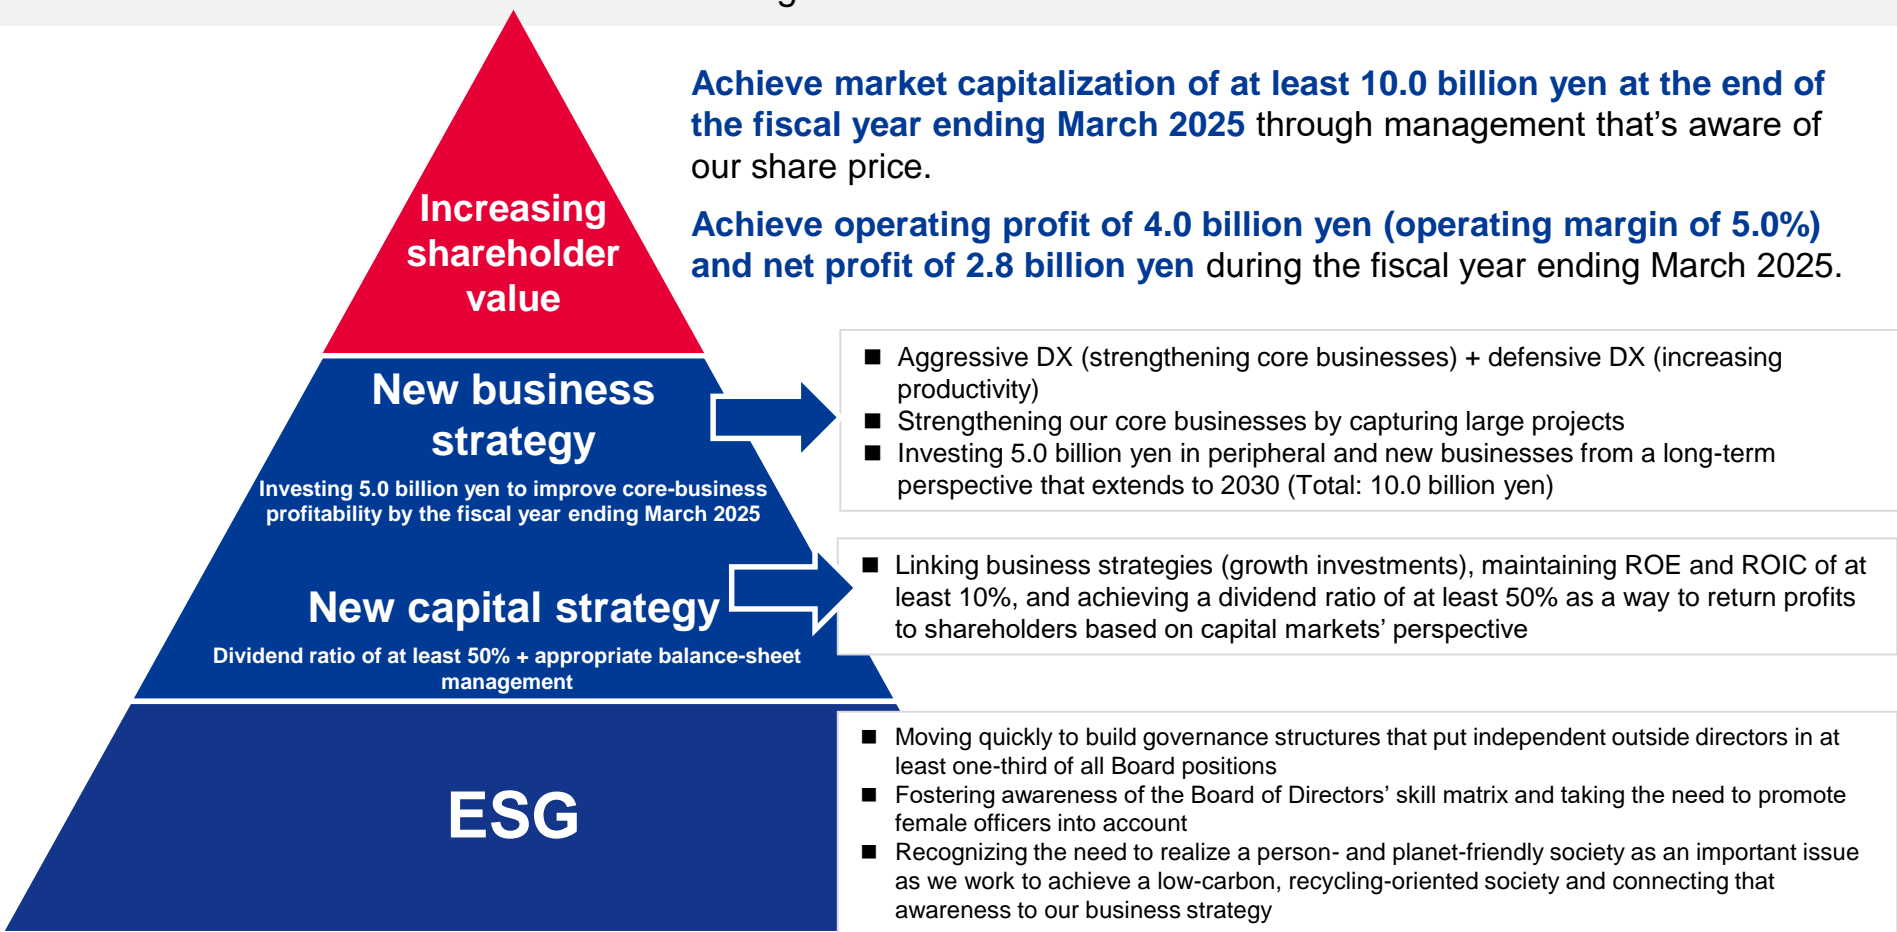 Achieve market capitalization of at least 10.0 billion yen at the end of
the fiscal year ending March 2025 through management that's aware of
our share price.
Achieve operating profit of 4.0 billion yen (operating margin of 5.0%)
and net profit of 2.8 billion yen during the fiscal year ending March 2025.
Increasing
shareholder
value
New business
strategy
Investing 5.0 billion yen to improve core-business
profitability by the fiscal year ending March 2025
■ Aggressive DX (strengthening core businesses) + defensive DX (increasing
productivity)
■ Strengthening our core businesses by capturing large projects
■ Investing 5.0 billion yen in peripheral and new businesses from a long-term
perspective that extends to 2030 (Total: 10.0 billion yen)
New capital strategy
Dividend ratio of at least 50% + appropriate balance-sheet
management
■ Linking business strategies (growth investments), maintaining ROE and ROIC of at
least 10%, and achieving a dividend ratio of at least 50% as a way to return profits
to shareholders based on capital markets' perspective
ESG
■ Moving quickly to build governance structures that put independent outside directors in at
least one-third of all Board positions
■ Fostering awareness of the Board of Directors' skill matrix and taking the need to promote
female officers into account
■ Recognizing the need to realize a person- and planet-friendly society as an important issue
as we work to achieve a low-carbon, recycling-oriented society and connecting that
awareness to our business strategy